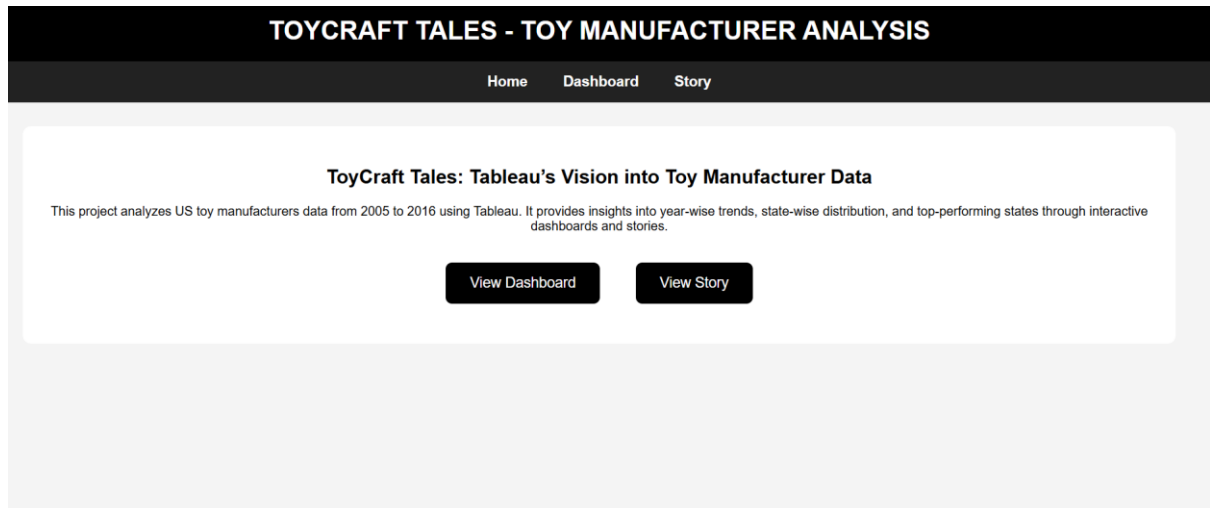 TOYCRAFT TALES - TOY MANUFACTURER ANALYSIS
Home Dashboard Story
ToyCraft Tales: Tableau’s Vision into Toy Manufacturer Data
This project analyzes US toy manufacturers data from 2005 to 2016 using Tableau. It provides insights into year-wise trends, state-wise distribution, and top-performing states through interactive
dashboards and stories.
View Dashboard View Story